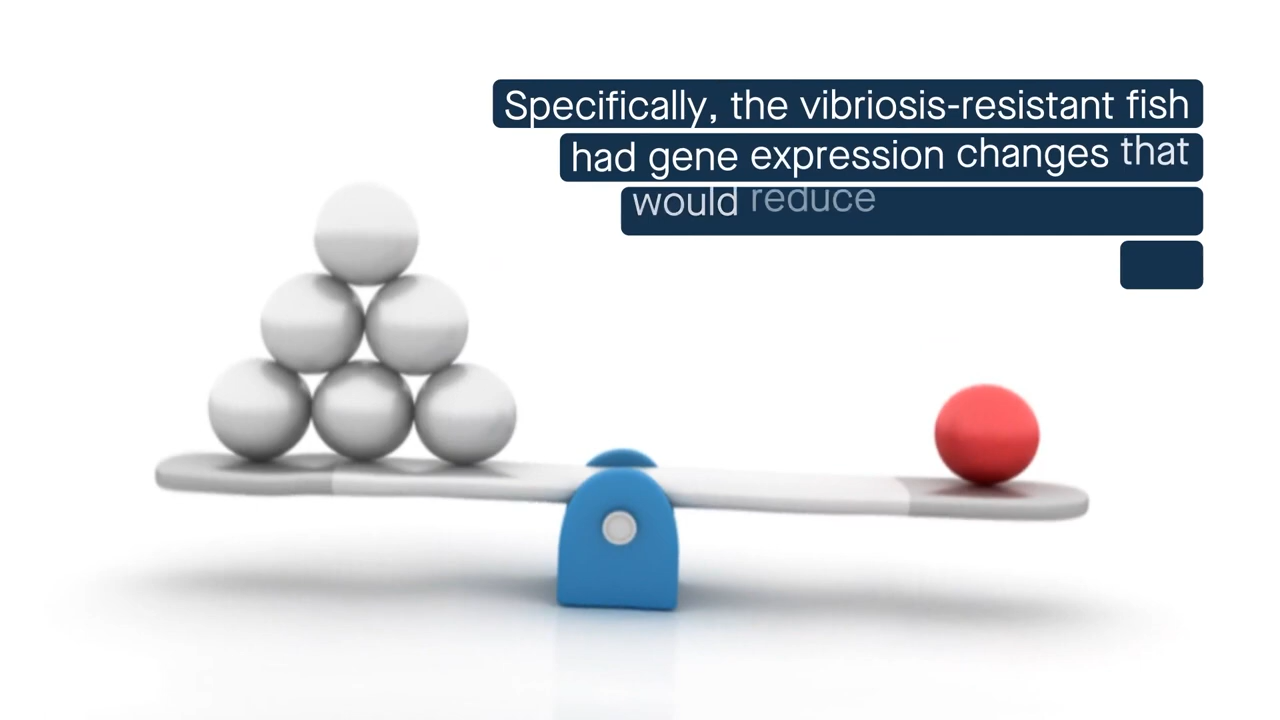 Specifically, the vibriosis-resistant fish
had gene expression changes that
would reduce